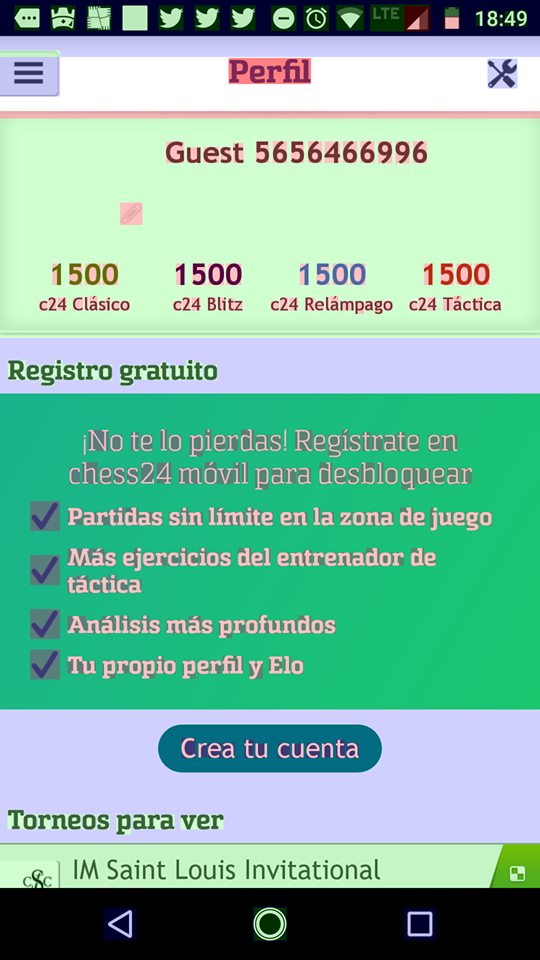 LTE 18:49
Perfil
Guest 5656466996
1500 1500 1500 1500
c24 Clásico c24 Blitz c24 Relámpago c24 Táctica
Registro gratuito
¡No te lo pierdas! Regístrate en
chess24 móvil para desbloquear
Partidas sin límite en la zona de juego
Más ejercicios del entrenador de
táctica
Análisis más profundos
Tu propio perfil y Elo
Crea tu cuenta
Torneos para ver
IM Saint Louis Invitational